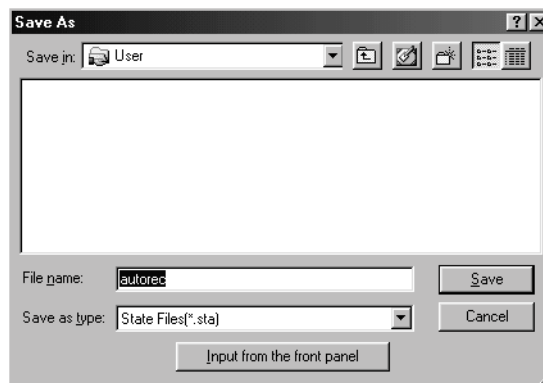 Save As
Save in: User
File name: autorec
Save
Save as type: State Files(*.sta)
Cancel
Input from the front panel